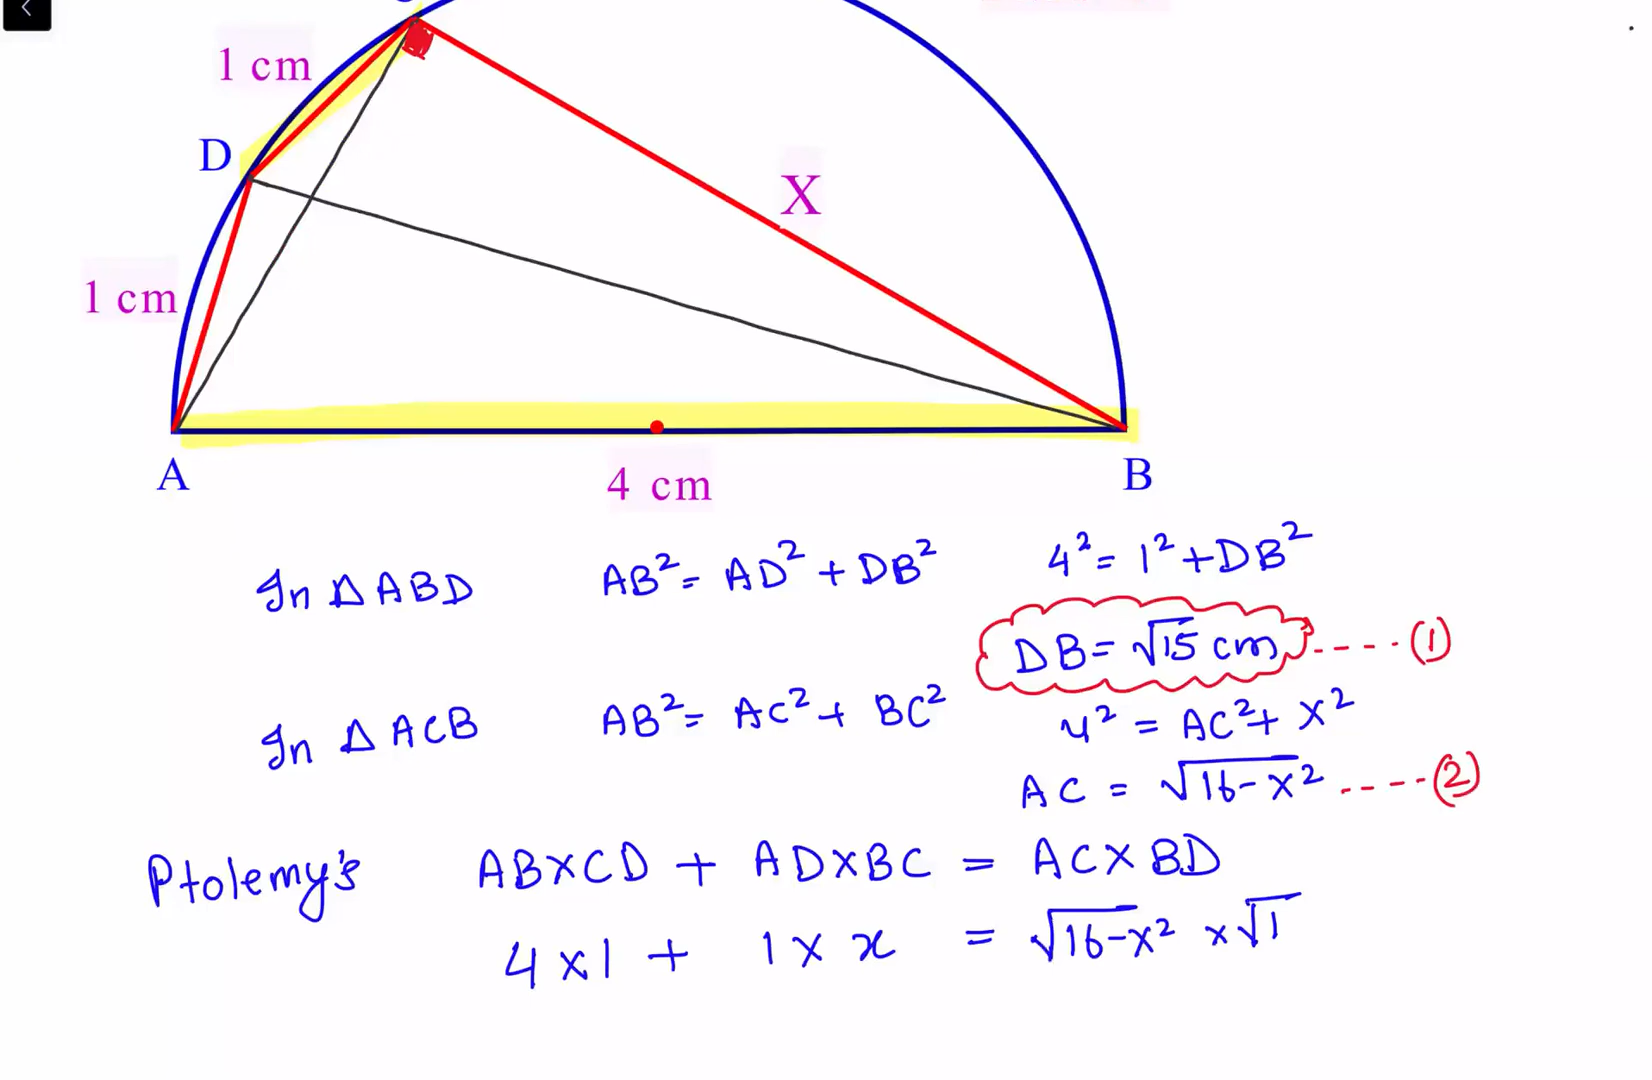 1 cm
D
X
1 cm
A
4 cm
B
In Δ ABD AB² = AD² + DB² 4² = 1² + DB²
DB = √15 cm ----(1)
In Δ ACB AB² = AC² + BC² 4² = AC² + X²
AC = √16-x² ----(2)
Ptolemy's AB×CD + AD×BC = AC×BD
4×1 + 1×x = √16-x² ×√1